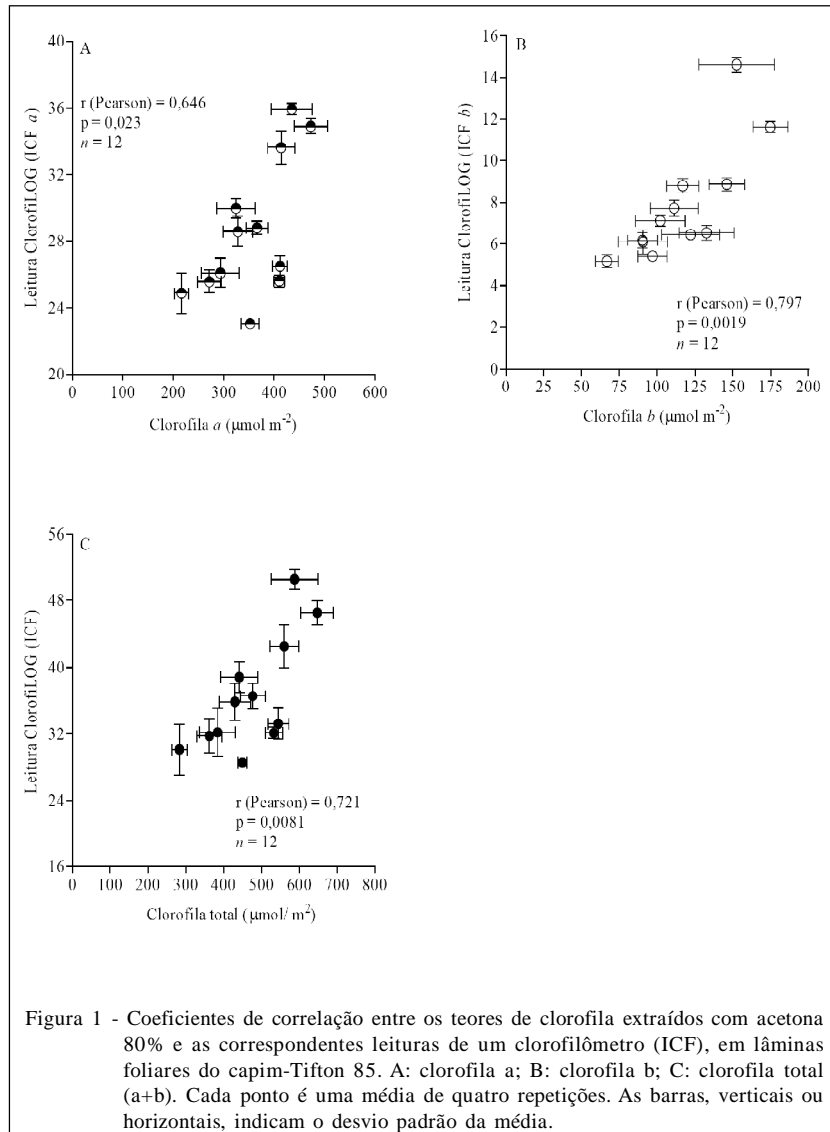 A
40
36
32
28
24
20
Leitura ClorofiLOG (ICF a)
r (Pearson) = 0,646
p = 0,023
n = 12
0 100 200 300 400 500 600
Clorofila a (µmol m-2)
B
16
14
12
10
8
6
4
2
0
Leitura ClorofiLOG (ICF b)
r (Pearson) = 0,797
p = 0,0019
n = 12
0 25 50 75 100 125 150 175 200
Clorofila b (µmol m-2)
C
56
48
40
32
24
16
Leitura ClorofiLOG (ICF)
r (Pearson) = 0,721
p = 0,0081
n = 12
0 100 200 300 400 500 600 700 800
Clorofila total (µmol/ m2)
Figura 1 - Coeficientes de correlação entre os teores de clorofila extraídos com acetona
80% e as correspondentes leituras de um clorofilômetro (ICF), em lâminas
foliares do capim-Tifton 85. A: clorofila a; B: clorofila b; C: clorofila total
(a+b). Cada ponto é uma média de quatro repetições. As barras, verticais ou
horizontais, indicam o desvio padrão da média.